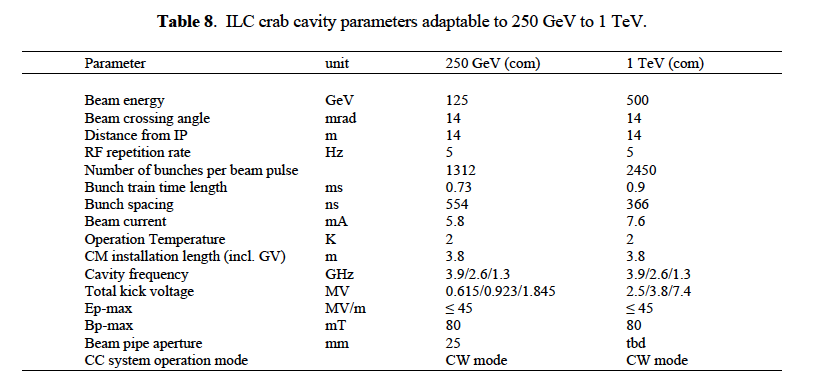 Table 8. ILC crab cavity parameters adaptable to 250 GeV to 1 TeV.
Parameter unit 250 GeV (com) 1 TeV (com)
Beam energy GeV 125 500
Beam crossing angle mrad 14 14
Distance from IP m 14 14
RF repetition rate Hz 5 5
Number of bunches per beam pulse 1312 2450
Bunch train time length ms 0.73 0.9
Bunch spacing ns 554 366
Beam current mA 5.8 7.6
Operation Temperature K 2 2
CM installation length (incl. GV) m 3.8 3.8
Cavity frequency GHz 3.9/2.6/1.3 3.9/2.6/1.3
Total kick voltage MV 0.615/0.923/1.845 2.5/3.8/7.4
Ep-max MV/m ≤ 45 ≤ 45
Bp-max mT 80 80
Beam pipe aperture mm 25 tbd
CC system operation mode CW mode CW mode